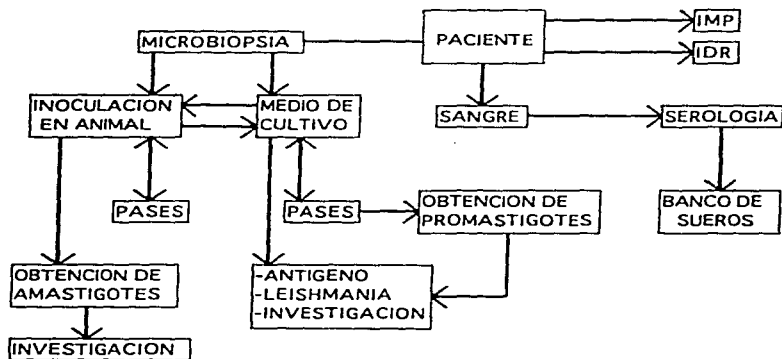 MICROBIOPSIA
PACIENTE
IMP
IDR
INOCULACION
EN ANIMAL
MEDIO DE
CULTIVO
SANGRE
SEROLOGIA
PASES
PASES
OBTENCION DE
PROMASTIGOTES
BANCO DE
SUEROS
OBTENCION DE
AMASTIGOTES
-ANTIGENO
-LEISHMANIA
-INVESTIGACION
INVESTIGACION